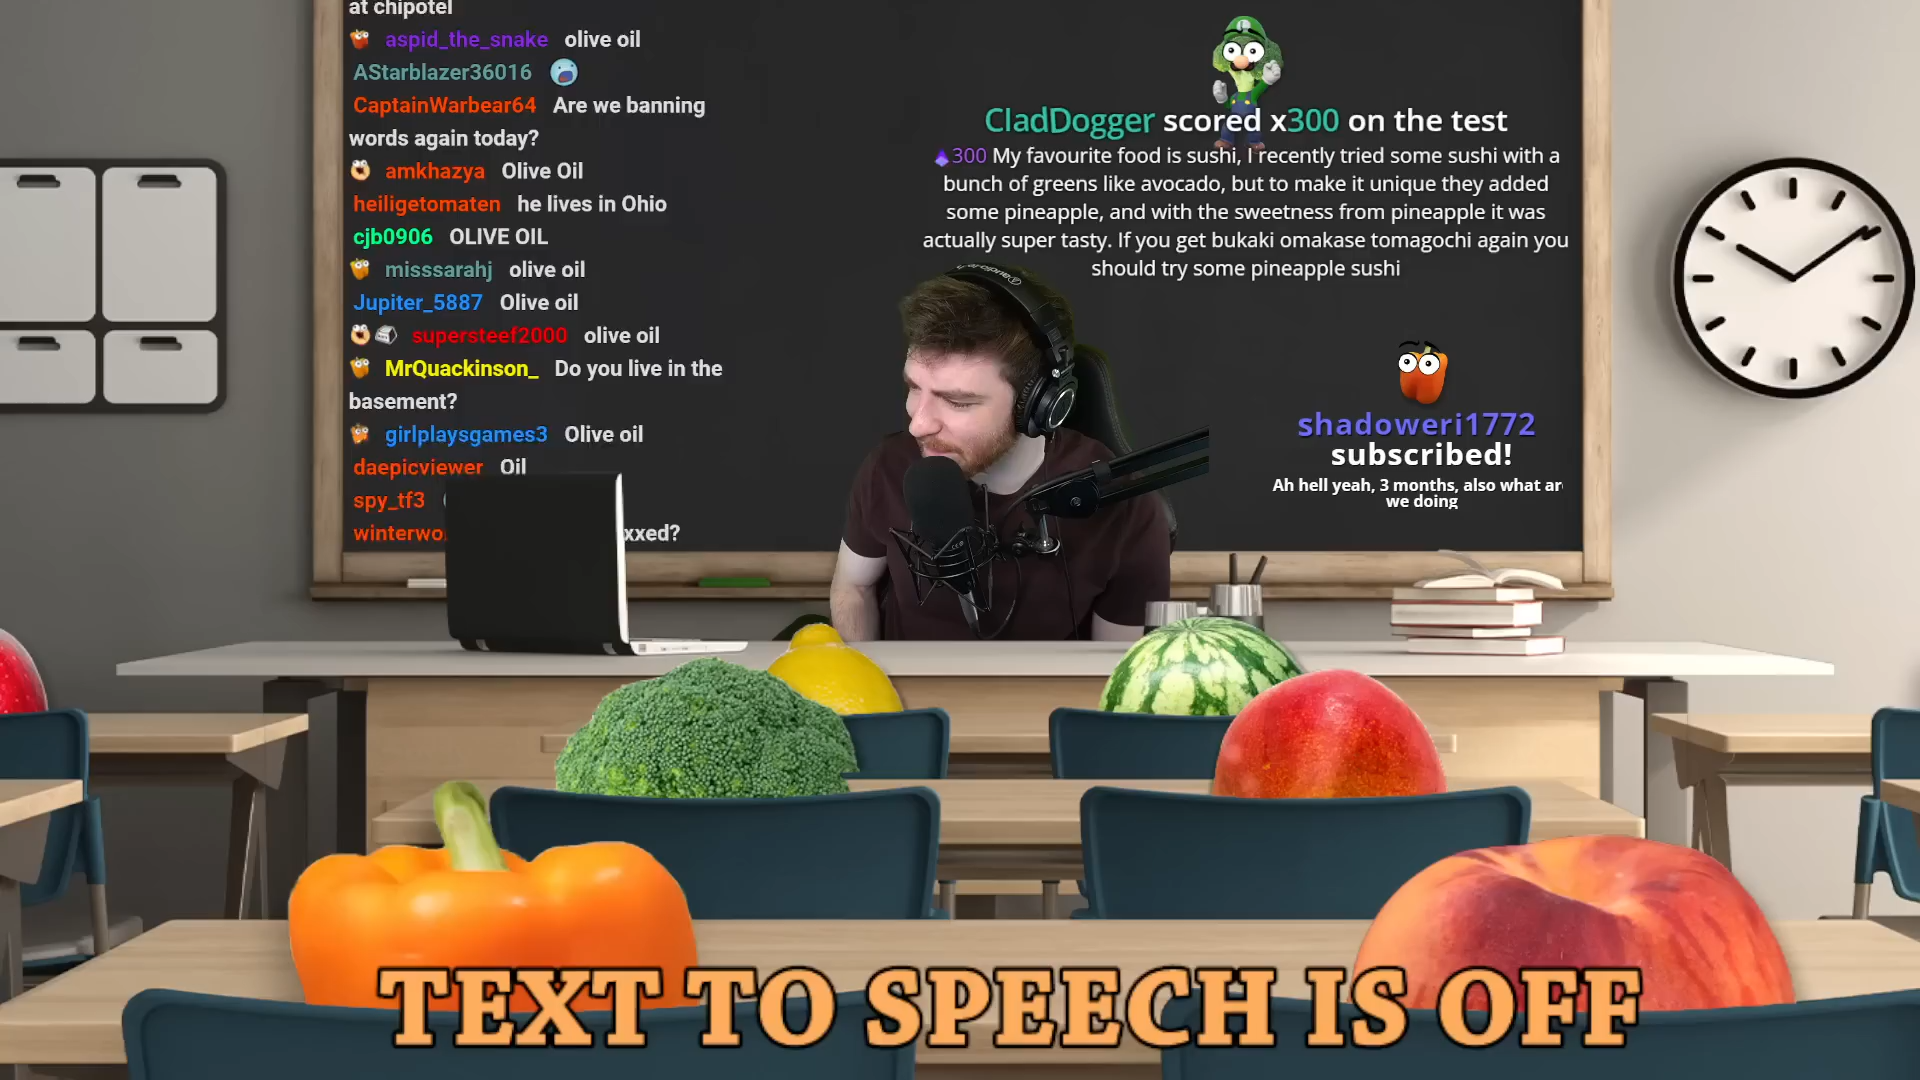 at chipotel
aspid_the_snake olive oil
AStarblazer36016
CaptainWarbear64 Are we banning
words again today?
amkhazya Olive Oil
heiligetomaten he lives in Ohio
cjb0906 OLIVE OIL
misssarahj olive oil
Jupiter_5887 Olive oil
supersteef2000 olive oil
MrQuackinson_ Do you live in the
basement?
girlplaysgames3 Olive oil
daepicviewer Oil
spy_tf3
CladDogger scored x300 on the test
300 My favourite food is sushi, I recently tried some sushi with a
bunch of greens like avocado, but to make it unique they added
some pineapple, and with the sweetness from pineapple it was
actually super tasty. If you get bukaki omakase tomagochi again you
should try some pineapple sushi
shadoweri1772
subscribed!
Ah hell yeah, 3 months, also what are
we doing
TEXT TO SPEECH IS OFF